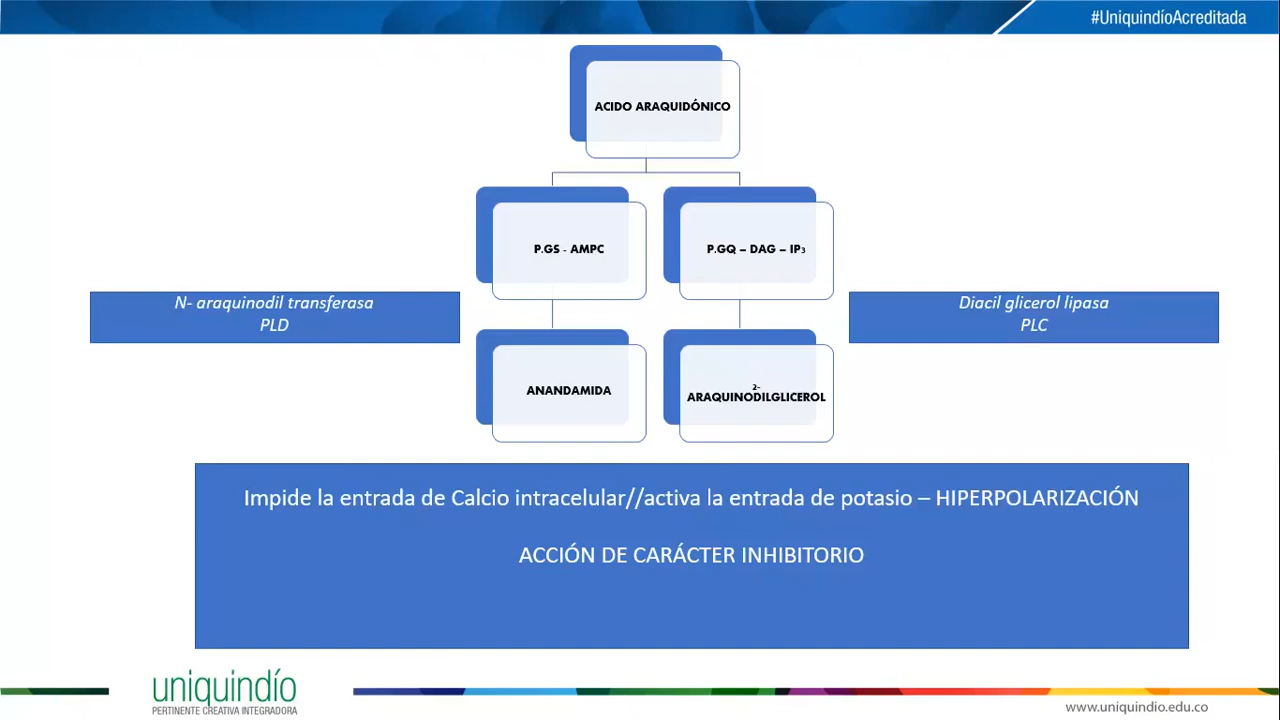 #UniquindíoAcreditada
ACIDO ARAQUIDÓNICO
P.GS - AMPC
P.GQ – DAG – IP₃
N- araquinodil transferasa
PLD
Diacil glicerol lipasa
PLC
ANANDAMIDA
2-
ARAQUINODILGLICEROL
Impide la entrada de Calcio intracelular//activa la entrada de potasio – HIPERPOLARIZACIÓN
ACCIÓN DE CARÁCTER INHIBITORIO
uniquindío
PERTINENTE CREATIVA INTEGRADORA
www.uniquindio.edu.co